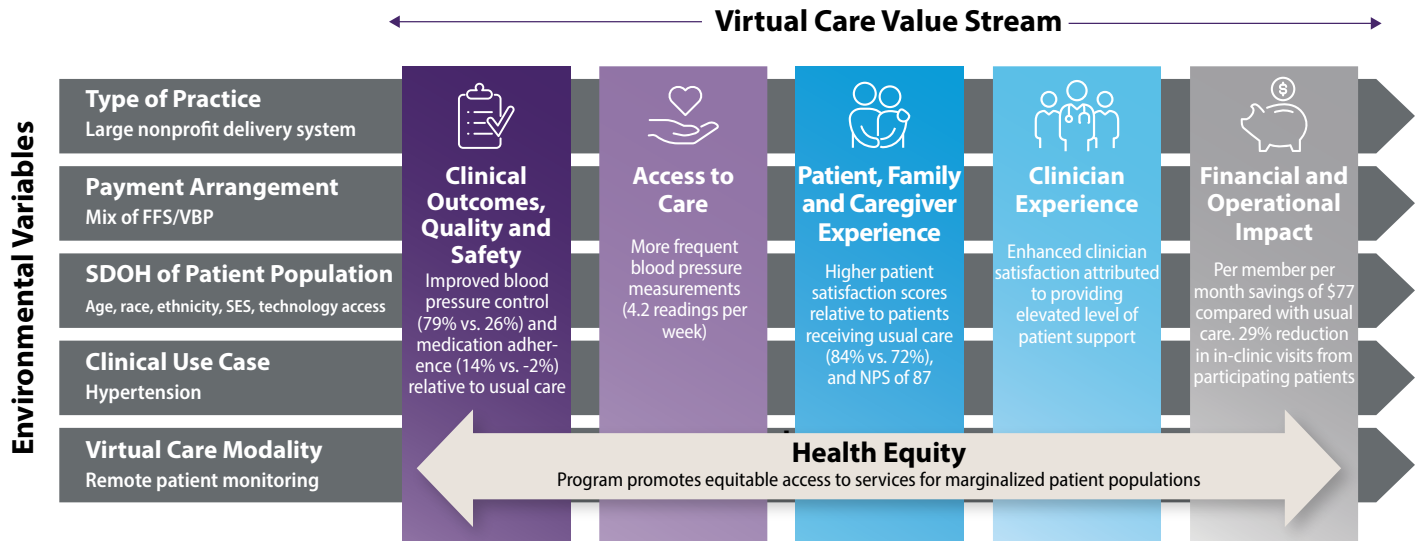 Virtual Care Value Stream
Environmental Variables
Type of Practice
Large nonprofit delivery system
Payment Arrangement
Mix of FFS/VBP
SDOH of Patient Population
Age, race, ethnicity, SES, technology access
Clinical Use Case
Hypertension
Virtual Care Modality
Remote patient monitoring
Clinical
Outcomes,
Quality and
Safety
Improved blood
pressure control
(79% vs. 26%) and
medication adher-
ence (14% vs. -2%)
relative to usual care
Access to
Care
More frequent
blood pressure
measurements
(4.2 readings per
week)
Patient, Family
and Caregiver
Experience
Higher patient
satisfaction scores
relative to patients
receiving usual care
(84% vs. 72%),
and NPS of 87
Clinician
Experience
Enhanced clinician
satisfaction attributed
to providing
elevated level of
patient support
$
Financial and
Operational
Impact
Per member per
month savings of $77
compared with usual
care. 29% reduction
in in-clinic visits from
participating patients
Health Equity
Program promotes equitable access to services for marginalized patient populations